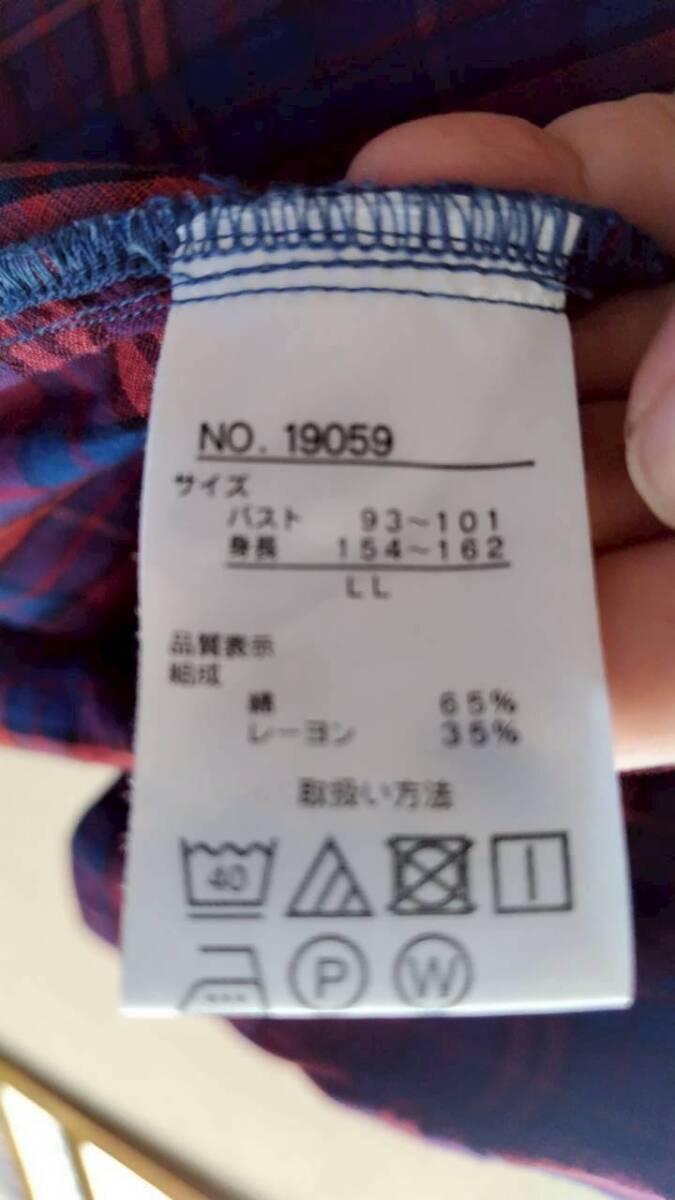 NO. 19059
サイズ
バスト 93~101
身長 154~162
LL
品質表示
組成
綿 65%
レーヨン 35%
取扱い方法
40
P W